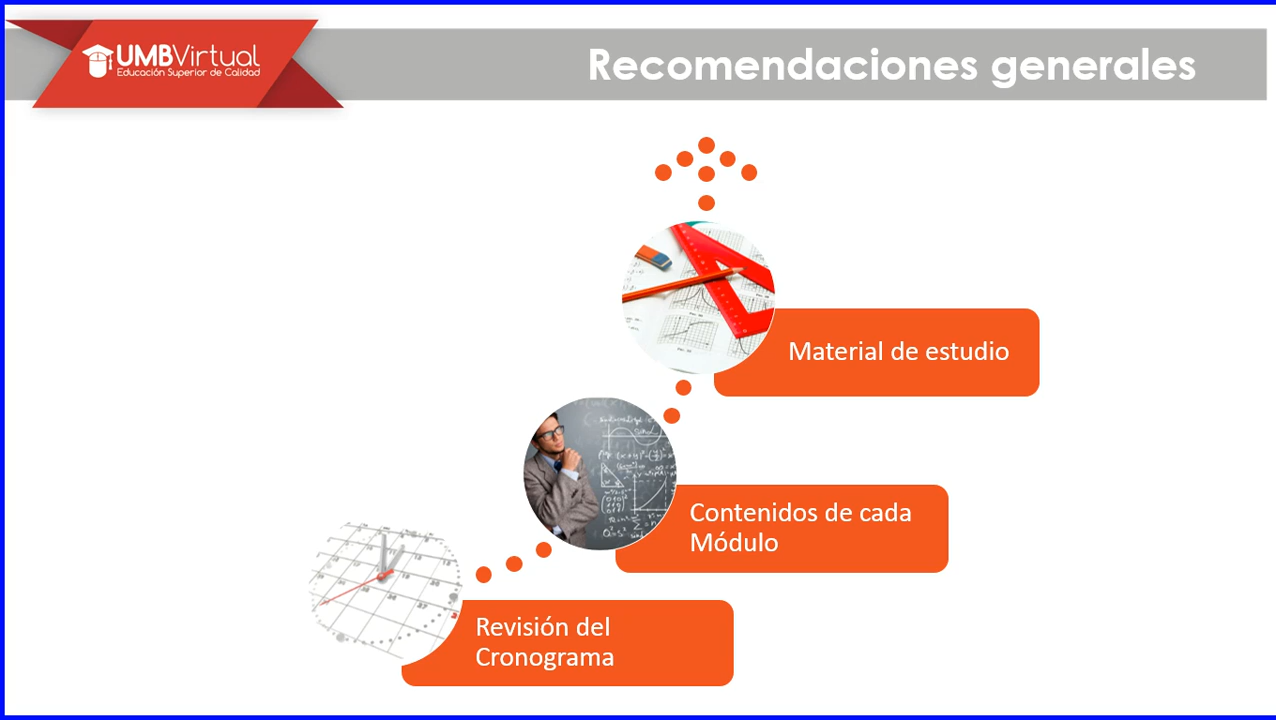 UMBVirtual
Educación Superior de Calidad
Recomendaciones generales
Material de estudio
Contenidos de cada
Módulo
Revisión del
Cronograma